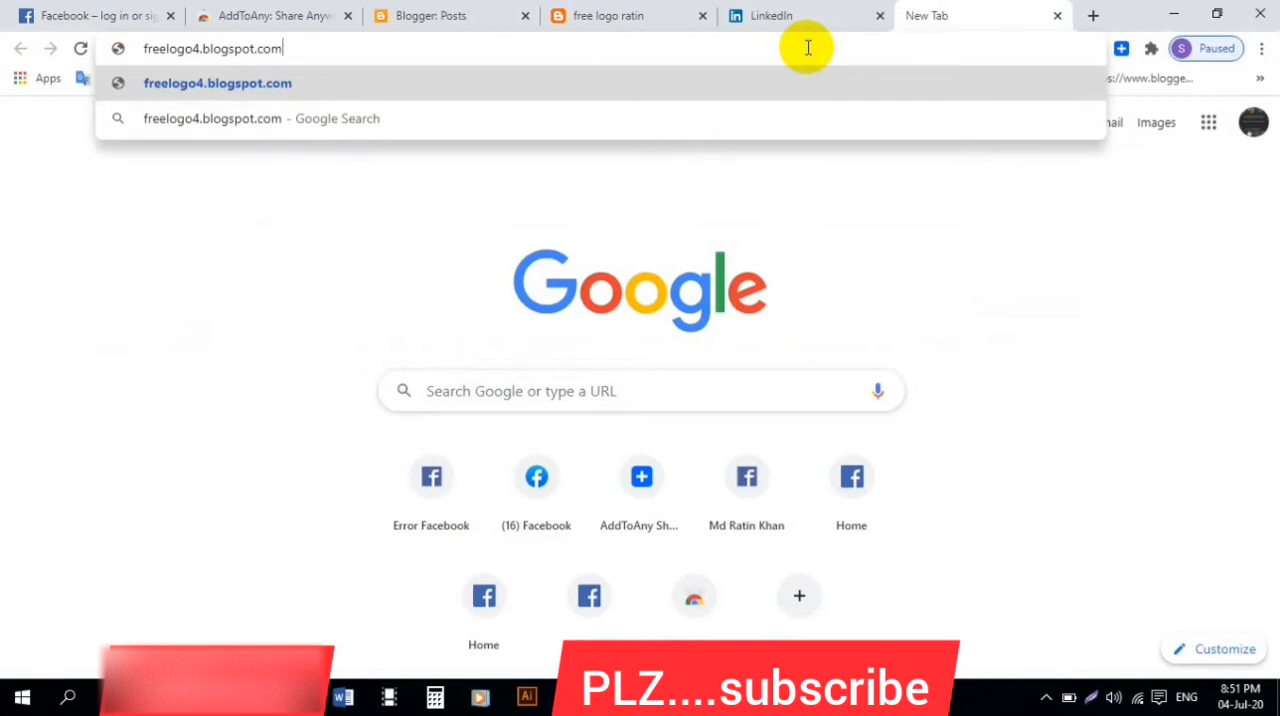 Facebook – log in or si
AddToAny: Share Anyw
Blogger: Posts
free logo ratin
LinkedIn
New Tab
freelogo4.blogspot.com
S Paused
Apps
freelogo4.blogspot.com
s://www.blogge...
»
freelogo4.blogspot.com - Google Search
mail Images
Google
Search Google or type a URL
Error Facebook
(16) Facebook
AddToAny Sh...
Md Ratin Khan
Home
Home
Customize
PLZ....subscribe
Ai
ENG
8:51 PM
04-Jul-20